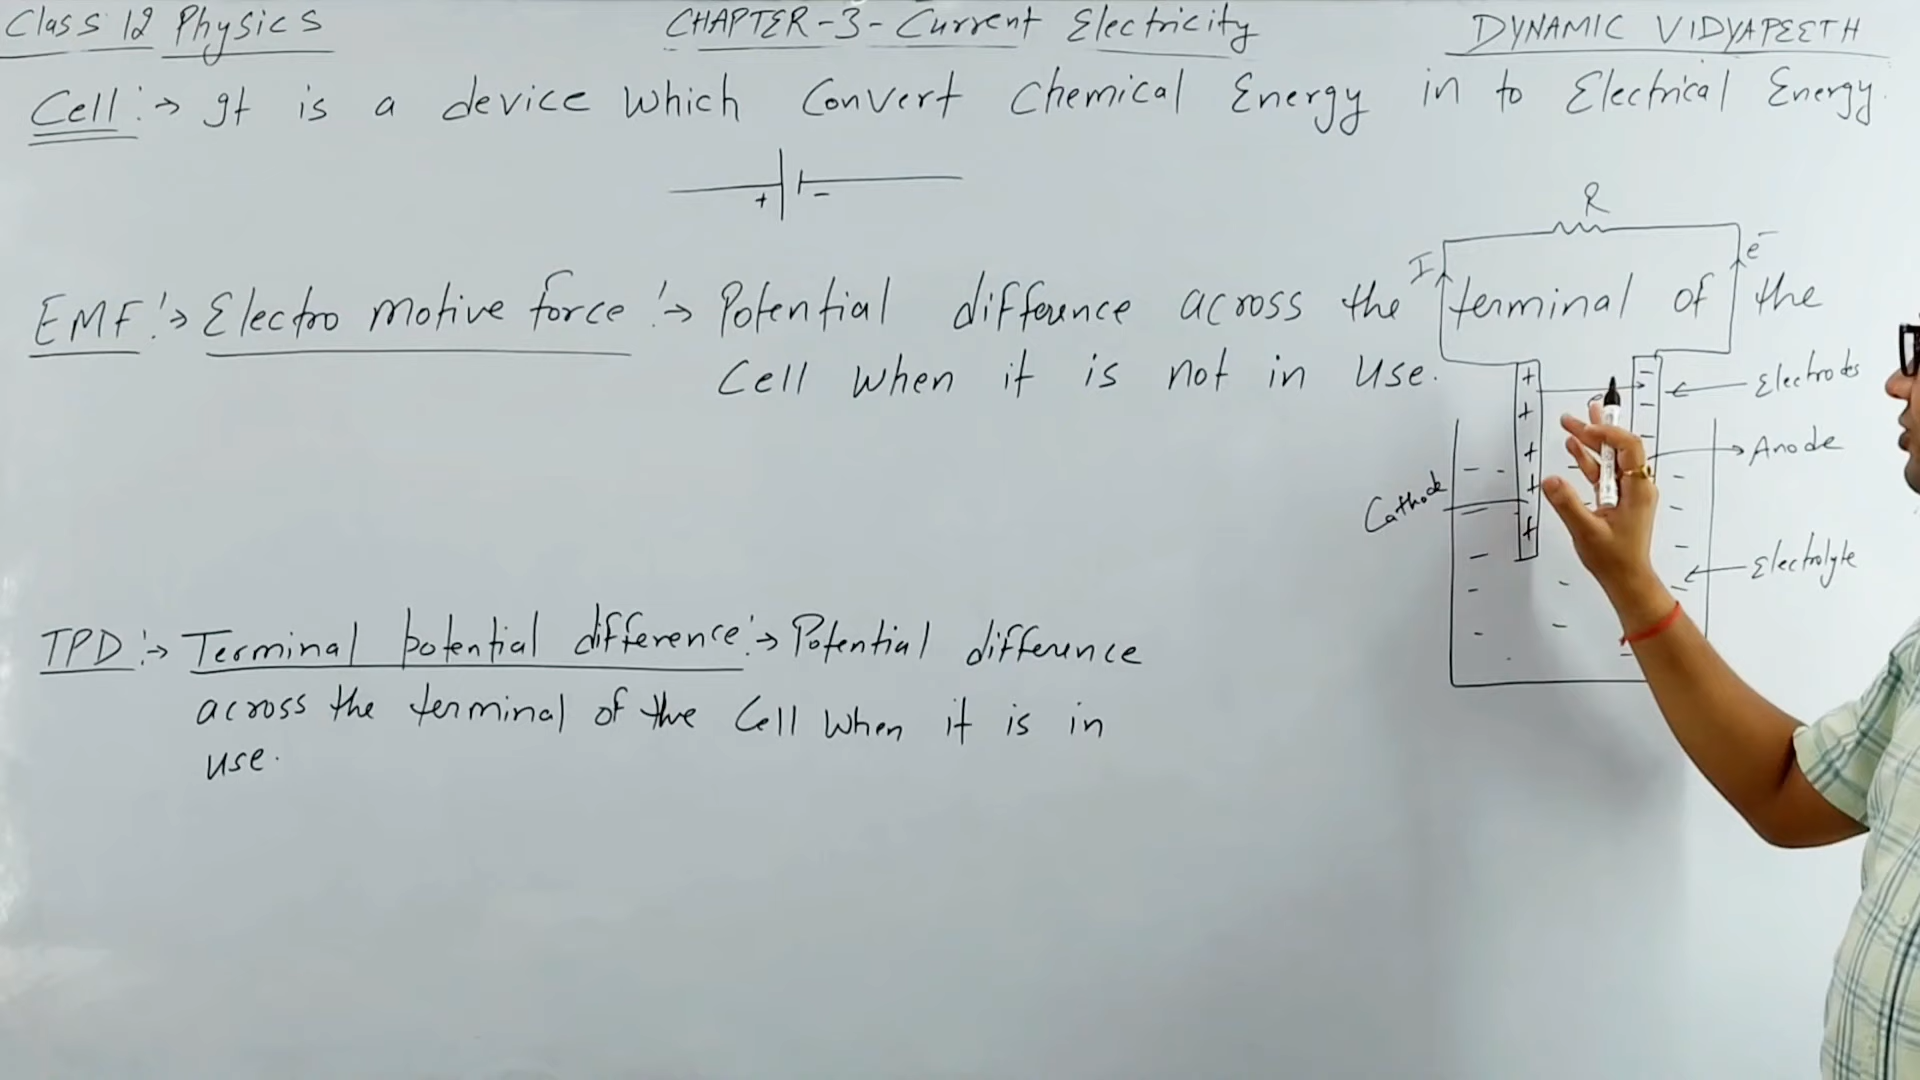 Class 12 Physics
CHAPTER-3-Current Electricity
DYNAMIC VIDYAPEETH
Cell:→ It is a device which Convert Chemical Energy in to Electrical Energy.
+ -
R
I
e⁻
EMF:→ Electro motive force:→ Potential difference across the terminal of the
Cell when it is not in use.
Electrodes
Anode
Cathode
Electrolyte
TPD:→ Terminal potential difference:→ Potential difference
across the terminal of the Cell when it is in
use.